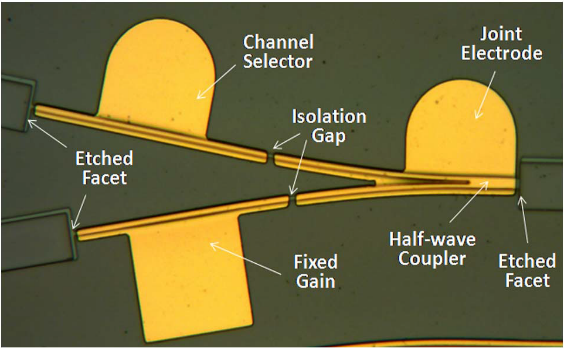 Channel
Selector
Joint
Electrode
Isolation
Gap
Etched
Facet
Half-wave
Coupler
Etched
Facet
Fixed
Gain